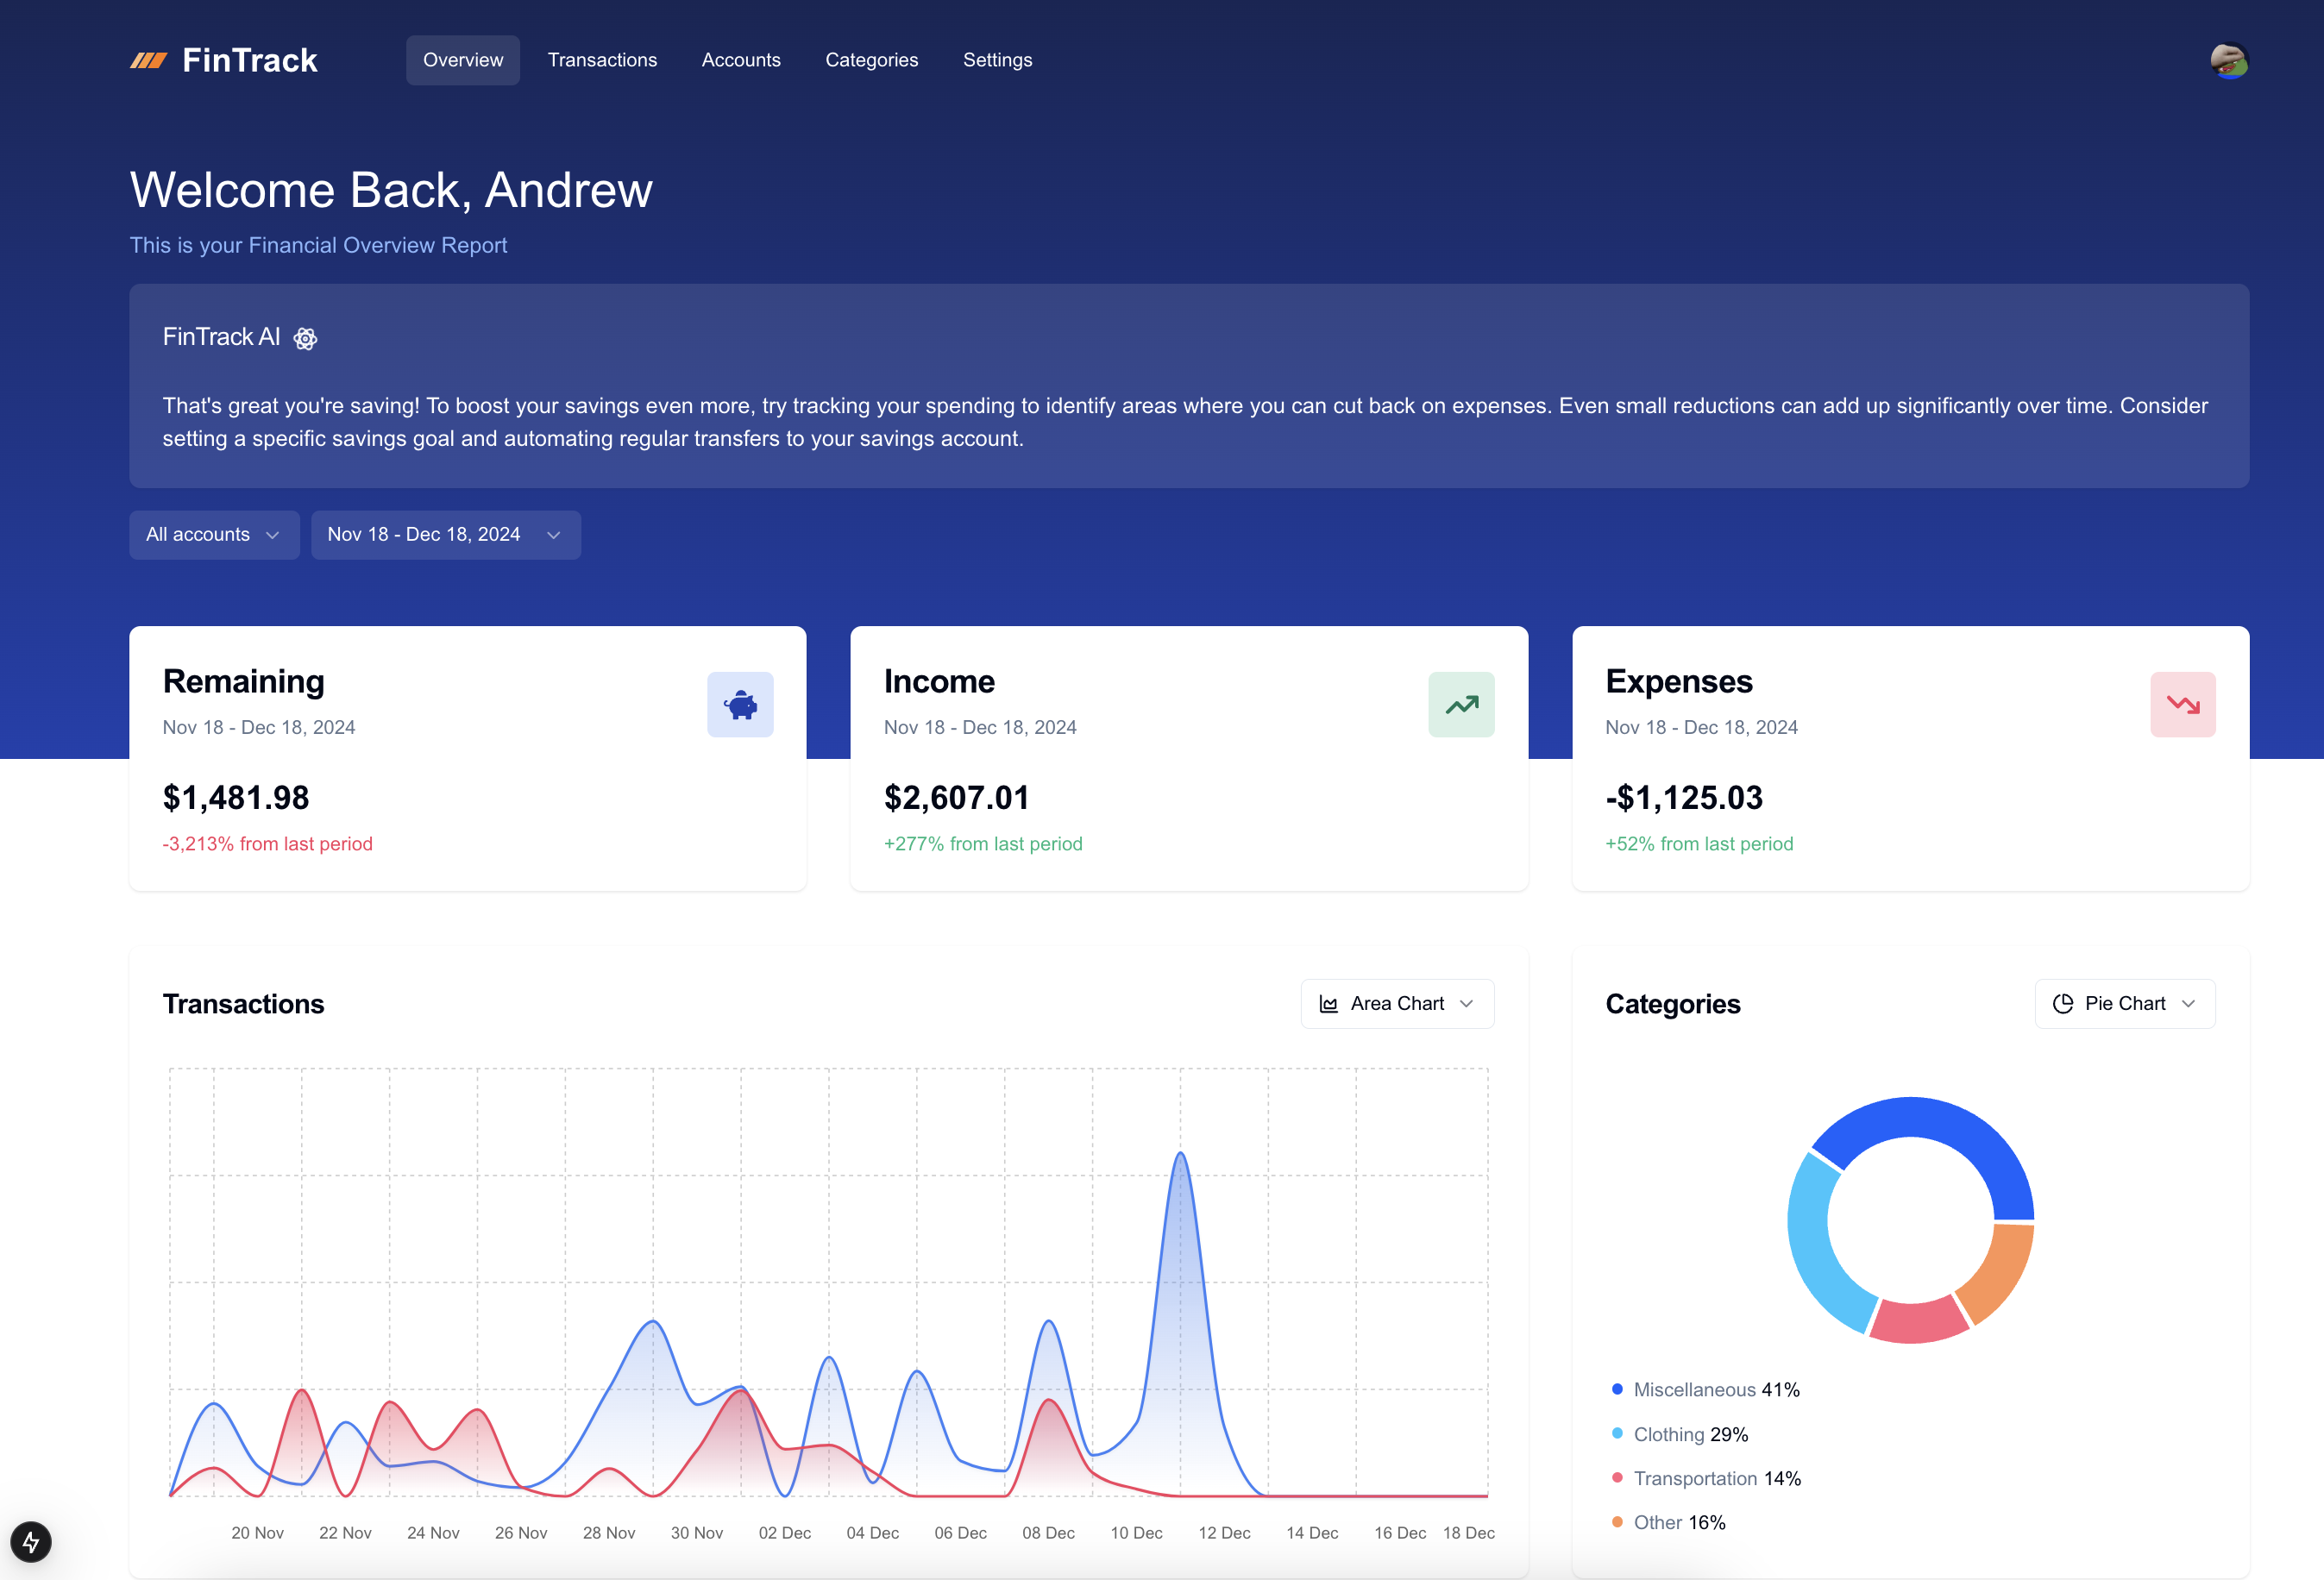 FinTrack
Overview
Transactions
Accounts
Categories
Settings
Welcome Back, Andrew
This is your Financial Overview Report
FinTrack AI
That's great you're saving! To boost your savings even more, try tracking your spending to identify areas where you can cut back on expenses. Even small reductions can add up significantly over time. Consider
setting a specific savings goal and automating regular transfers to your savings account.
All accounts
Nov 18 - Dec 18, 2024
Remaining
Nov 18 - Dec 18, 2024
$1,481.98
-3,213% from last period
Income
Nov 18 - Dec 18, 2024
$2,607.01
+277% from last period
Expenses
Nov 18 - Dec 18, 2024
-$1,125.03
+52% from last period
Transactions
Area Chart
20 Nov 22 Nov 24 Nov 26 Nov 28 Nov 30 Nov 02 Dec 04 Dec 06 Dec 08 Dec 10 Dec 12 Dec 14 Dec 16 Dec 18 Dec
Categories
Pie Chart
Miscellaneous 41%
Clothing 29%
Transportation 14%
Other 16%